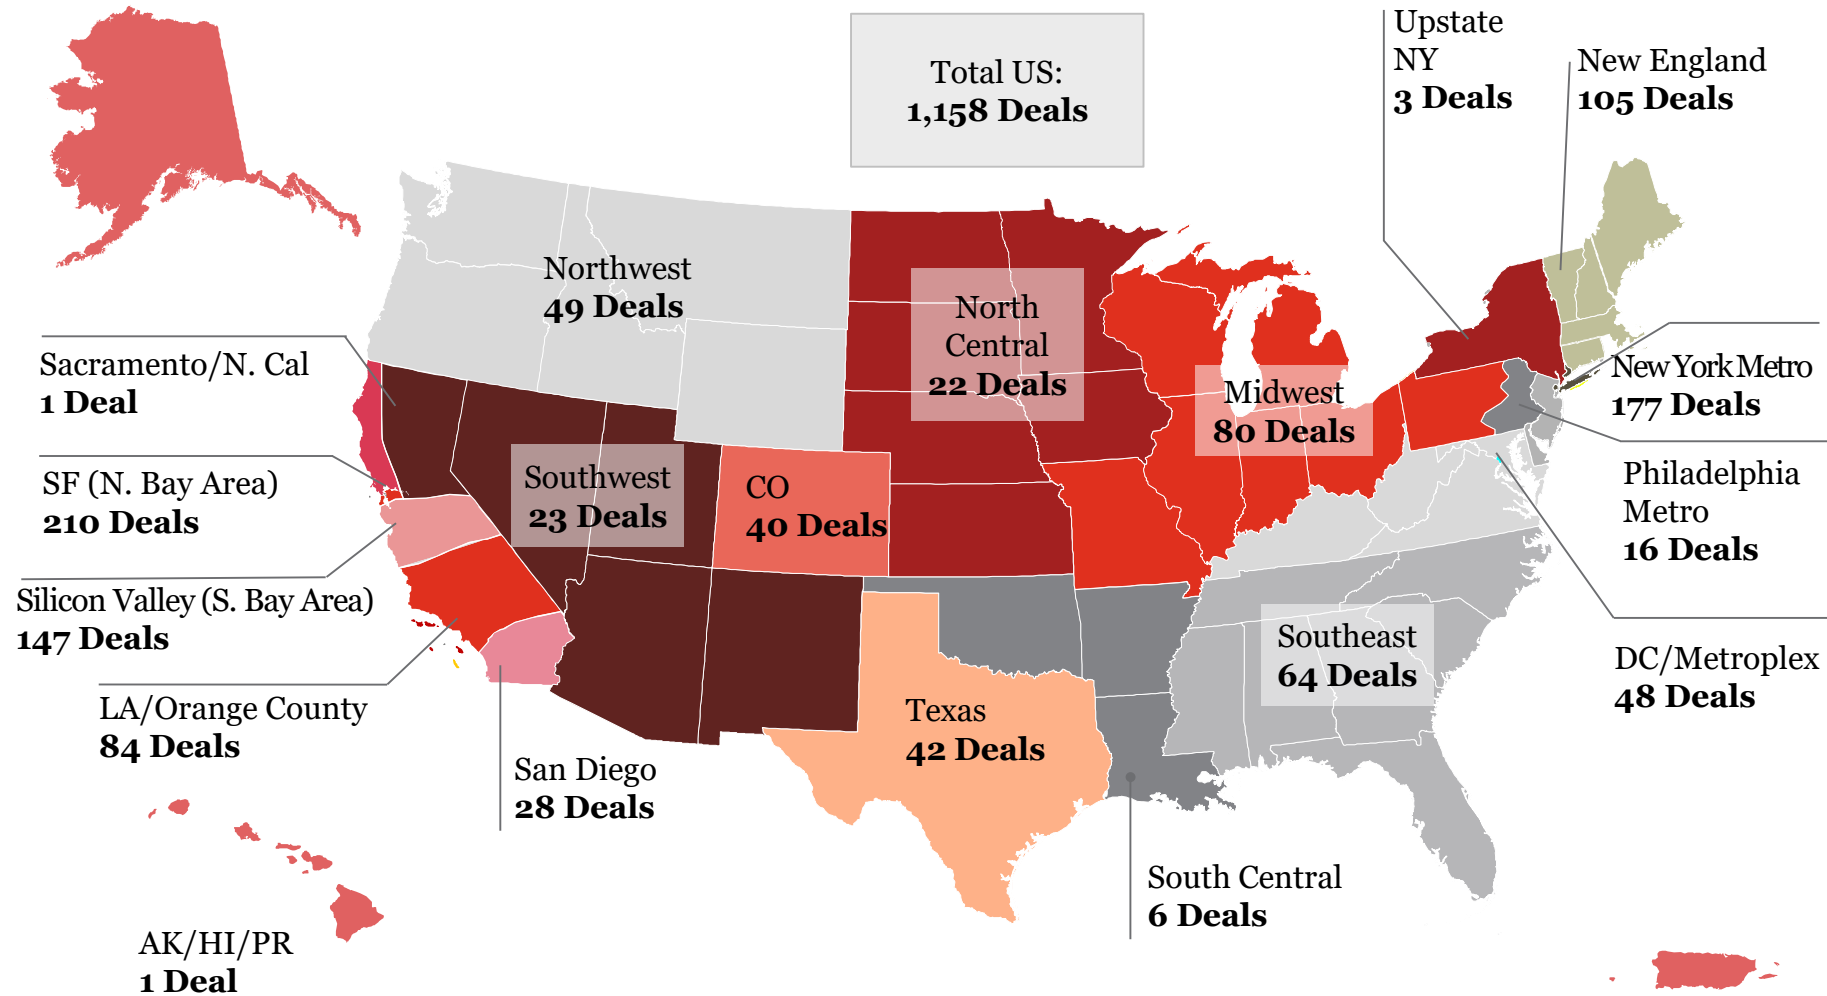 Total US:
1,158 Deals
Upstate
NY
3 Deals
New England
105 Deals
Northwest
49 Deals
North
Central
22 Deals
Midwest
80 Deals
New York Metro
177 Deals
Sacramento/N. Cal
1 Deal
SF (N. Bay Area)
210 Deals
Southwest
23 Deals
CO
40 Deals
Philadelphia
Metro
16 Deals
Silicon Valley (S. Bay Area)
147 Deals
Southeast
64 Deals
DC/Metroplex
48 Deals
LA/Orange County
84 Deals
Texas
42 Deals
San Diego
28 Deals
South Central
6 Deals
AK/HI/PR
1 Deal